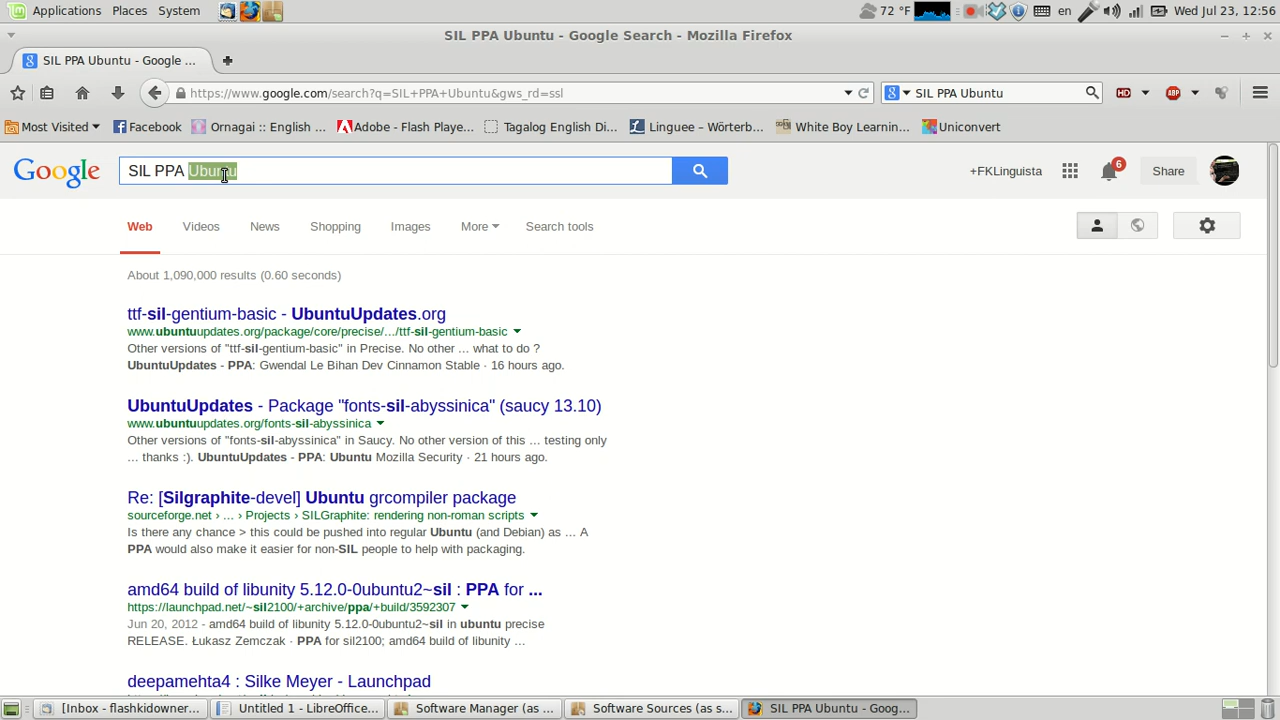 Applications Places System 72 °F en Wed Jul 23, 12:56
SIL PPA Ubuntu - Google Search - Mozilla Firefox
SIL PPA Ubuntu - Google ...
https://www.google.com/search?q=SIL+PPA+Ubuntu&gws_rd=ssl SIL PPA Ubuntu HD ABP
Most Visited Facebook Omegai :: English ... Adobe - Flash Playe... Tagalog English Di... Linguee – Wörterb... White Boy Learnin... Uniconvert
Google SIL PPA Ubuntu +FKLinguista 6 Share
Web Videos News Shopping Images More Search tools
About 1,090,000 results (0.60 seconds)
ttf-sil-gentium-basic - UbuntuUpdates.org
www.ubuntuupdates.org/package/core/precise/.../ttf-sil-gentium-basic
Other versions of "ttf-sil-gentium-basic" in Precise. No other ... what to do ?
UbuntuUpdates - PPA: Gwendal Le Bihan Dev Cinnamon Stable · 16 hours ago.
UbuntuUpdates - Package "fonts-sil-abyssinica" (saucy 13.10)
www.ubuntuupdates.org/fonts-sil-abyssinica
Other versions of "fonts-sil-abyssinica" in Saucy. No other version of this ... testing only
... thanks :). UbuntuUpdates - PPA: Ubuntu Mozilla Security · 21 hours ago.
Re: [Silgraphite-devel] Ubuntu grcompiler package
sourceforge.net › ... › Projects › SILGraphite: rendering non-roman scripts
Is there any chance > this could be pushed into regular Ubuntu (and Debian) as ... A
PPA would also make it easier for non-SIL people to help with packaging.
amd64 build of libunity 5.12.0-0ubuntu2~sil : PPA for ...
https://launchpad.net/~sil2100/+archive/ppa/+build/3592307
Jun 20, 2012 - amd64 build of libunity 5.12.0-0ubuntu2~sil in ubuntu precise
RELEASE. Łukasz Zemczak · PPA for sil2100; amd64 build of libunity ...
deepamehta4 : Silke Meyer - Launchpad
[Inbox - flashkidowner... Untitled 1 - LibreOffice... Software Manager (as ... Software Sources (as s... SIL PPA Ubuntu - Goog...